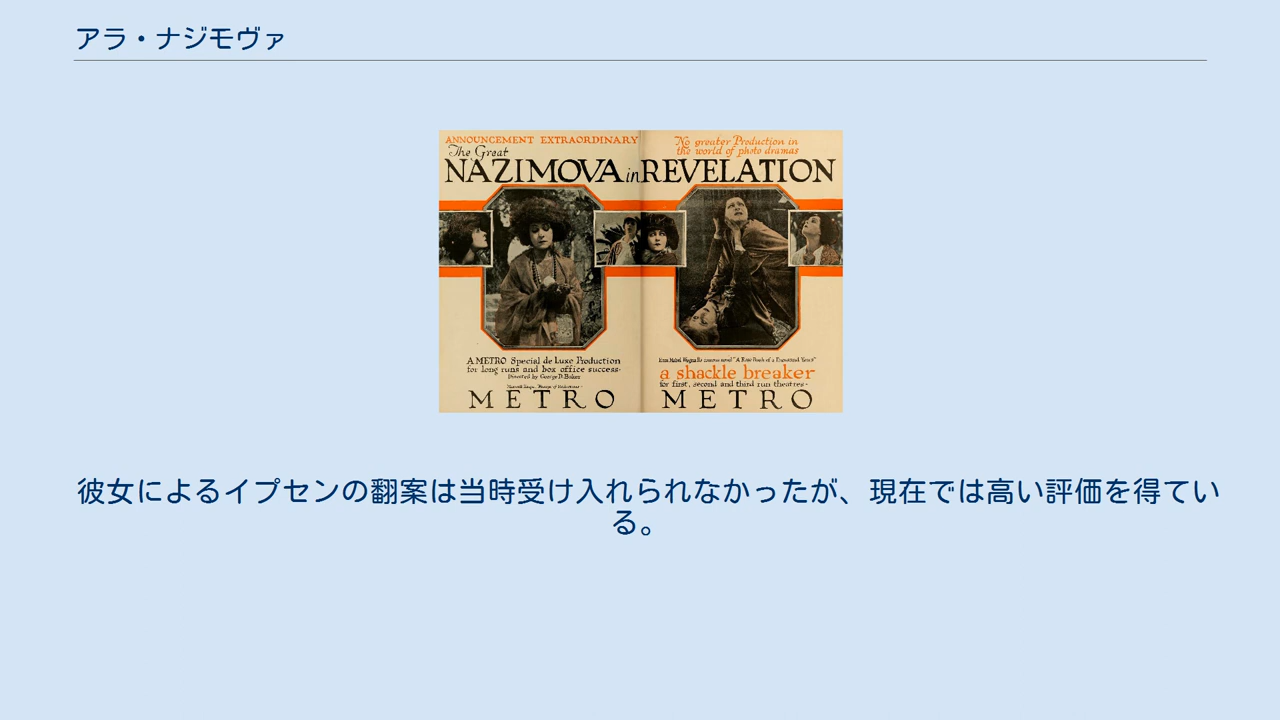 アラ・ナジモヴァ
ANNOUNCEMENT EXTRAORDINARY
The Great
NAZIMOVA in REVELATION
No greater Production in
the world of photo dramas
A METRO Special de Luxe Production
for long runs and box office success.
Directed by George D. Baker
METRO
a shackle breaker
for first, second and third run theatres.
METRO
彼女によるイプセンの翻案は当時受け入れられなかったが、現在では高い評価を得てい
る。